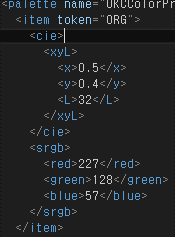 <palette name="UKCColorPr
<item token="ORG">
<cie>
<xyL>
<x>0.5</x>
<y>0.4</y>
<L>32</L>
</xyL>
</cie>
<srgb>
<red>227</red>
<green>128</green>
<blue>57</blue>
</srgb>
</item>